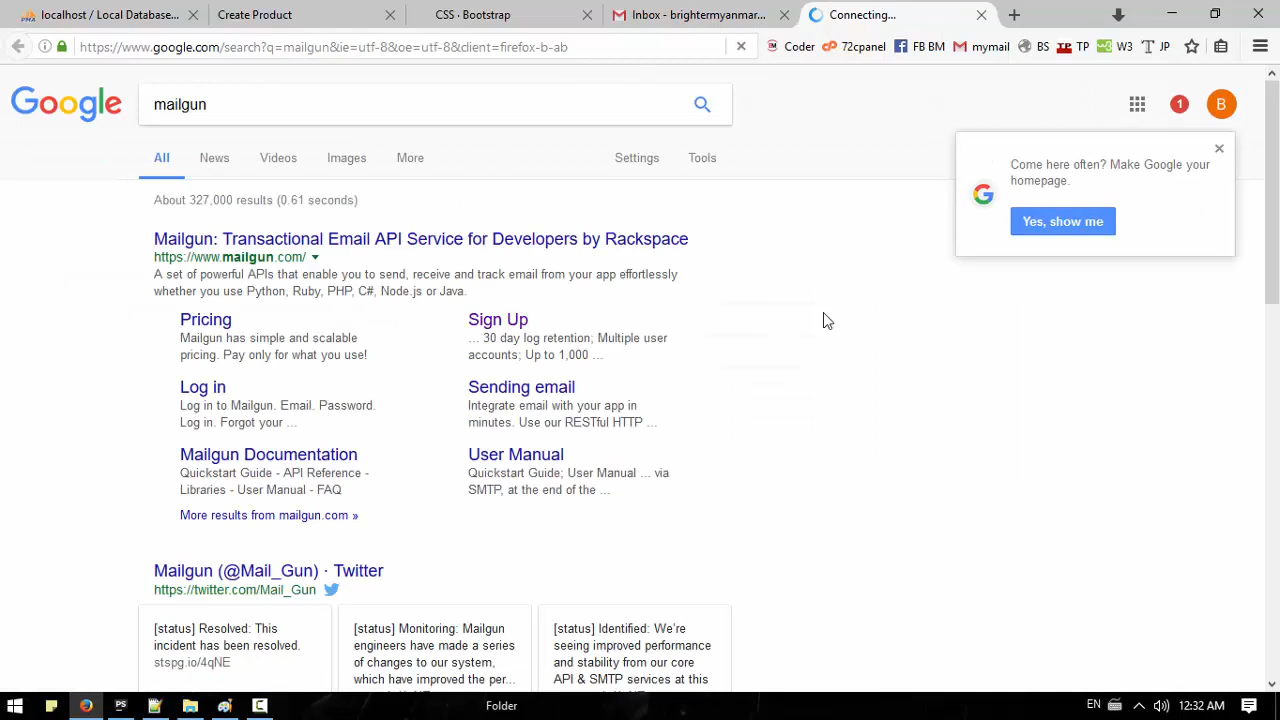 localhost / Local Database...
Create Product
CSS · Bootstrap
Inbox - brightermyanmar...
Connecting...
https://www.google.com/search?q=mailgun&ie=utf-8&oe=utf-8&client=firefox-b-ab
Coder
72cpanel
FB BM
mymail
BS
TP
W3
JP
Google
mailgun
1
B
All
News
Videos
Images
More
Settings
Tools
Come here often? Make Google your
homepage.
Yes, show me
About 327,000 results (0.61 seconds)
Mailgun: Transactional Email API Service for Developers by Rackspace
https://www.mailgun.com/
A set of powerful APIs that enable you to send, receive and track email from your app effortlessly
whether you use Python, Ruby, PHP, C#, Node.js or Java.
Pricing
Mailgun has simple and scalable
pricing. Pay only for what you use!
Sign Up
... 30 day log retention; Multiple user
accounts; Up to 1,000 ...
Log in
Log in to Mailgun. Email. Password.
Log in. Forgot your ...
Sending email
Integrate email with your app in
minutes. Use our RESTful HTTP ...
Mailgun Documentation
Quickstart Guide - API Reference -
Libraries - User Manual - FAQ
User Manual
Quickstart Guide; User Manual ... via
SMTP, at the end of the ...
More results from mailgun.com »
Mailgun (@Mail_Gun) · Twitter
https://twitter.com/Mail_Gun
[status] Resolved: This
incident has been resolved.
stspg.io/4qNE
[status] Monitoring: Mailgun
engineers have made a series
of changes to our system,
which have improved the per...
[status] Identified: We're
seeing improved performance
and stability from our core
API & SMTP services at this
Folder
EN
12:32 AM